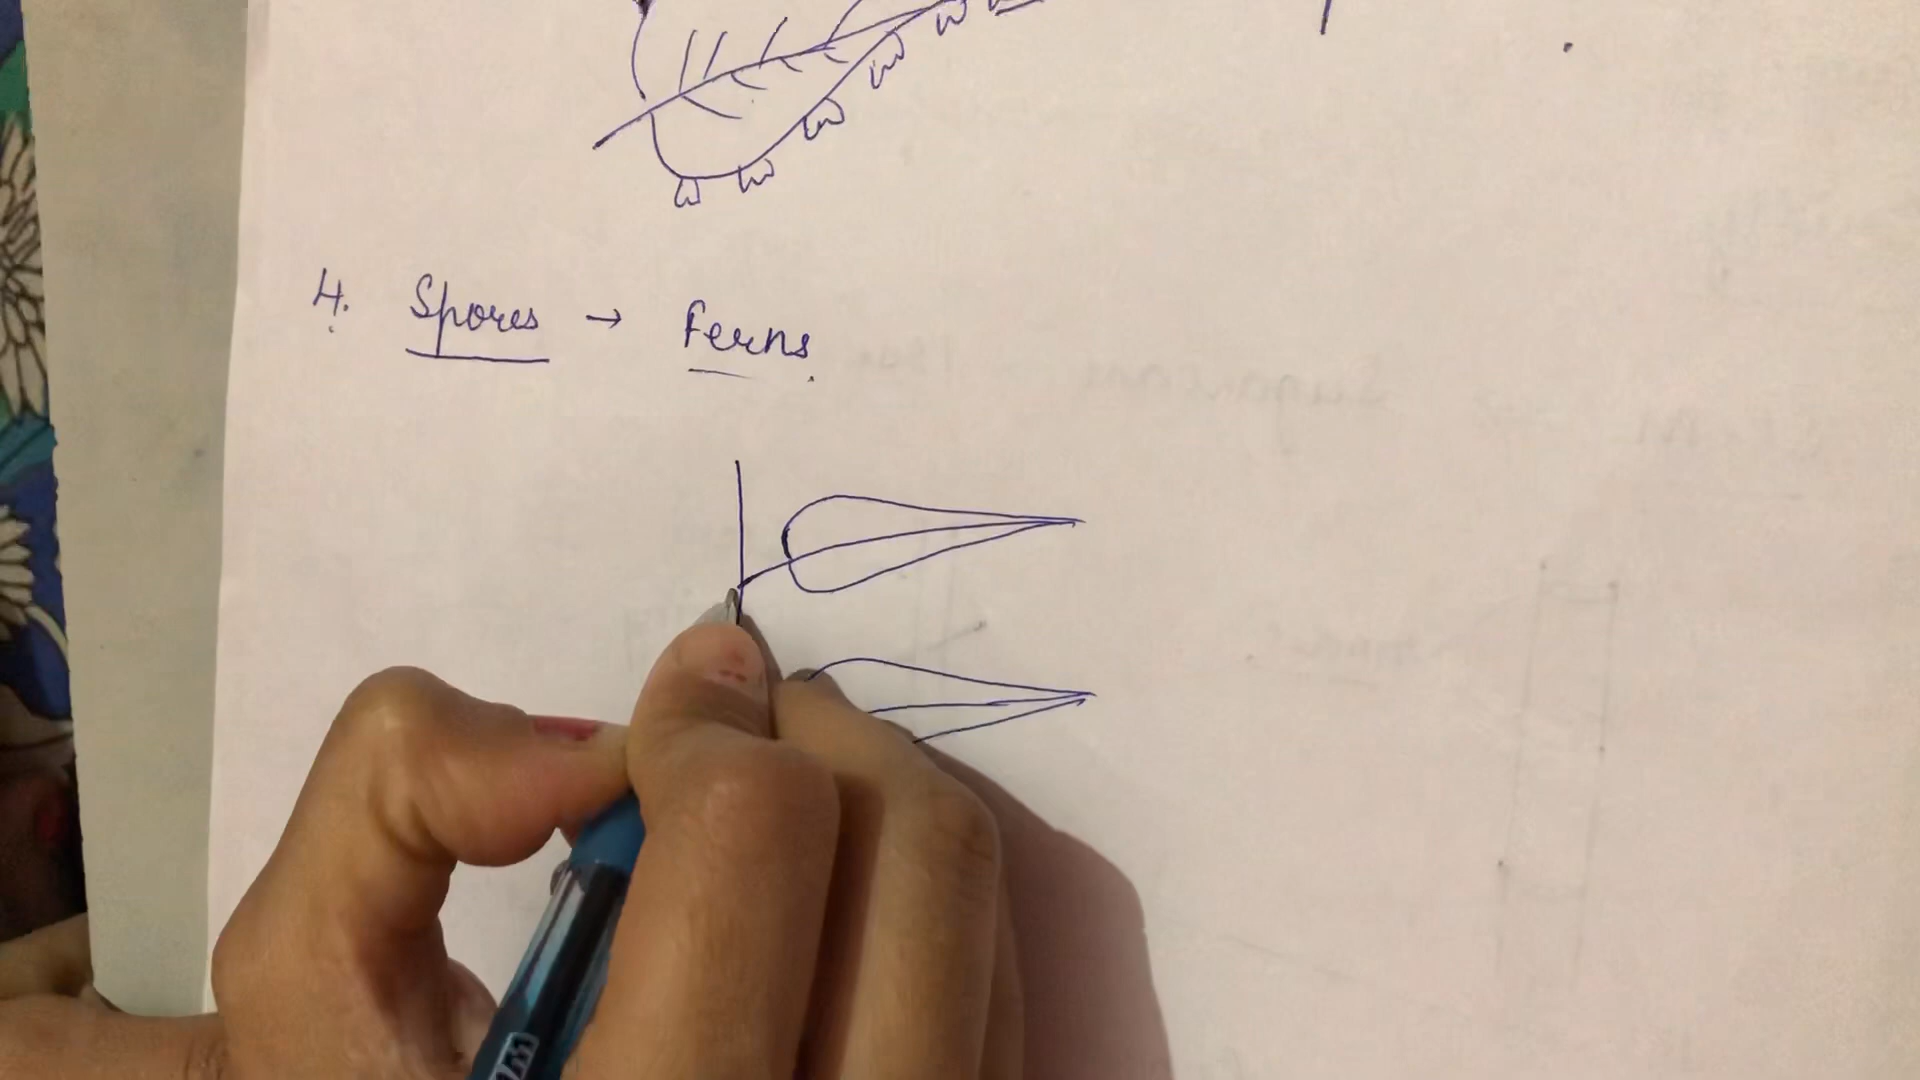 4. Spores → Ferns